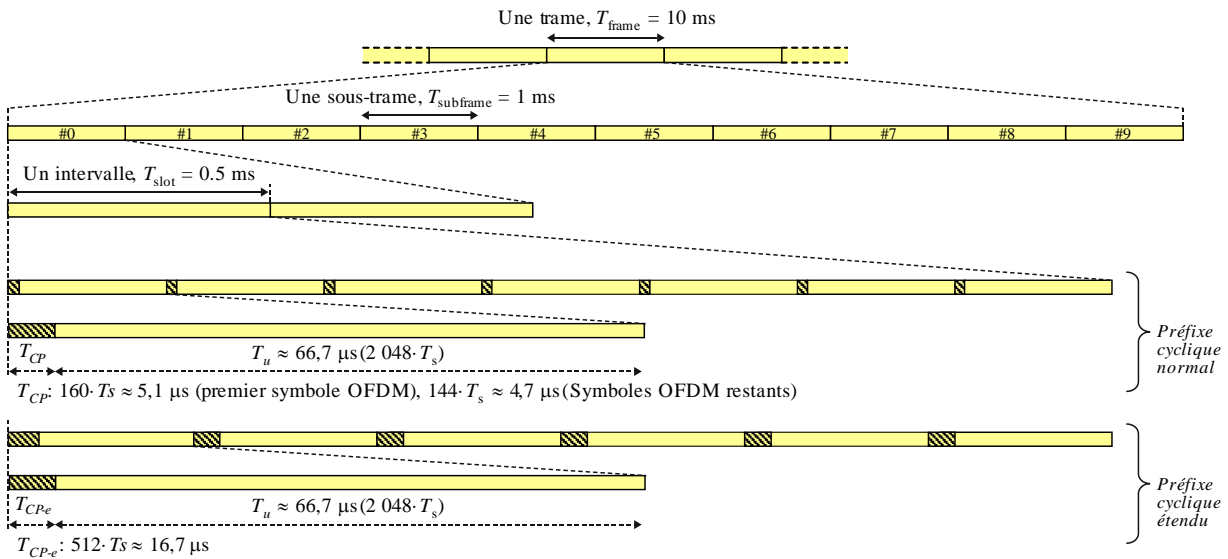 Une trame, T_frame = 10 ms
Une sous-trame, T_subframe = 1 ms
#0 #1 #2 #3 #4 #5 #6 #7 #8 #9
Un intervalle, T_slot = 0.5 ms
T_CP
T_u ≈ 66,7 µs (2 048·T_s)
T_CP: 160·Ts ≈ 5,1 µs (premier symbole OFDM), 144·T_s ≈ 4,7 µs (Symboles OFDM restants)
Préfixe
cyclique
normal
T_CP-e
T_u ≈ 66,7 µs (2 048·T_s)
T_CP-e: 512·Ts ≈ 16,7 µs
Préfixe
cyclique
étendu